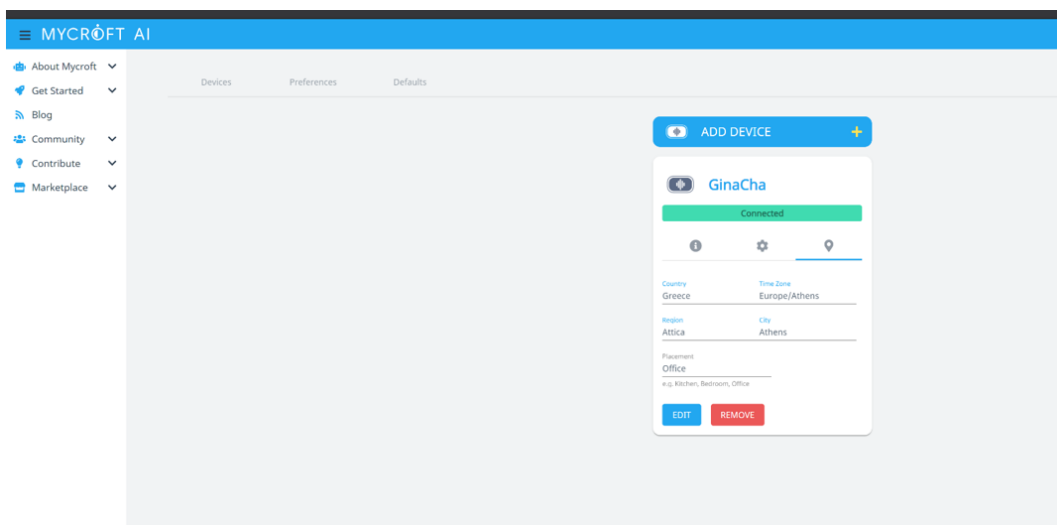 MYCROFT AI
About Mycroft
Get Started
Blog
Community
Contribute
Marketplace
Devices Preferences Defaults
ADD DEVICE +
GinaCha
Connected
Country Time Zone
Greece Europe/Athens
Region City
Attica Athens
Placement
Office
e.g. Kitchen, Bedroom, Office
EDIT REMOVE